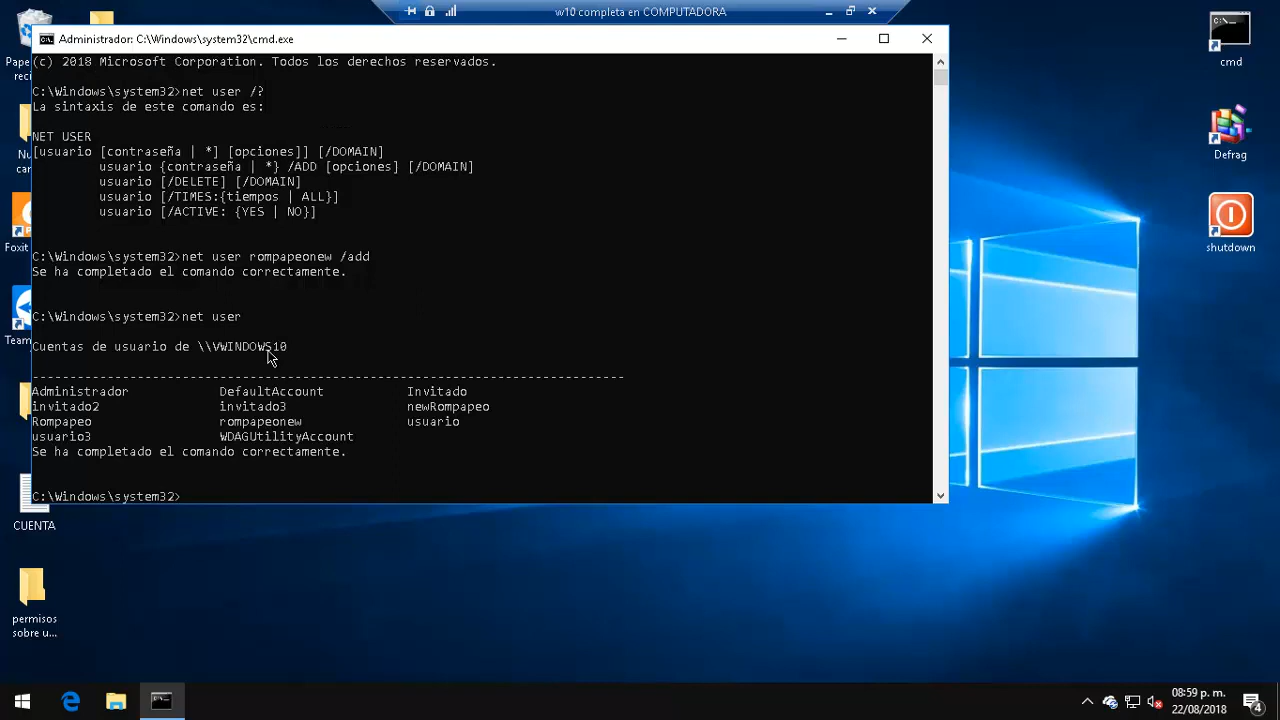 w10 completa en COMPUTADORA
Administrador: C:\Windows\system32\cmd.exe
(c) 2018 Microsoft Corporation. Todos los derechos reservados.
C:\Windows\system32>net user /?
La sintaxis de este comando es:
NET USER
[usuario [contraseña | *] [opciones]] [/DOMAIN]
usuario {contraseña | *} /ADD [opciones] [/DOMAIN]
usuario [/DELETE] [/DOMAIN]
usuario [/TIMES:{tiempos | ALL}]
usuario [/ACTIVE: {YES | NO}]
C:\Windows\system32>net user rompapeonew /add
Se ha completado el comando correctamente.
C:\Windows\system32>net user
Cuentas de usuario de \\VWINDOWS10
-------------------------------------------------------------------------------
Administrador DefaultAccount Invitado
invitado2 invitado3 newRompapeo
Rompapeo rompapeonew usuario
usuario3 WDAGUtilityAccount
Se ha completado el comando correctamente.
C:\Windows\system32>
cmd
Defrag
shutdown
Foxit
CUENTA
permisos
sobre u...
08:59 p. m.
22/08/2018
4